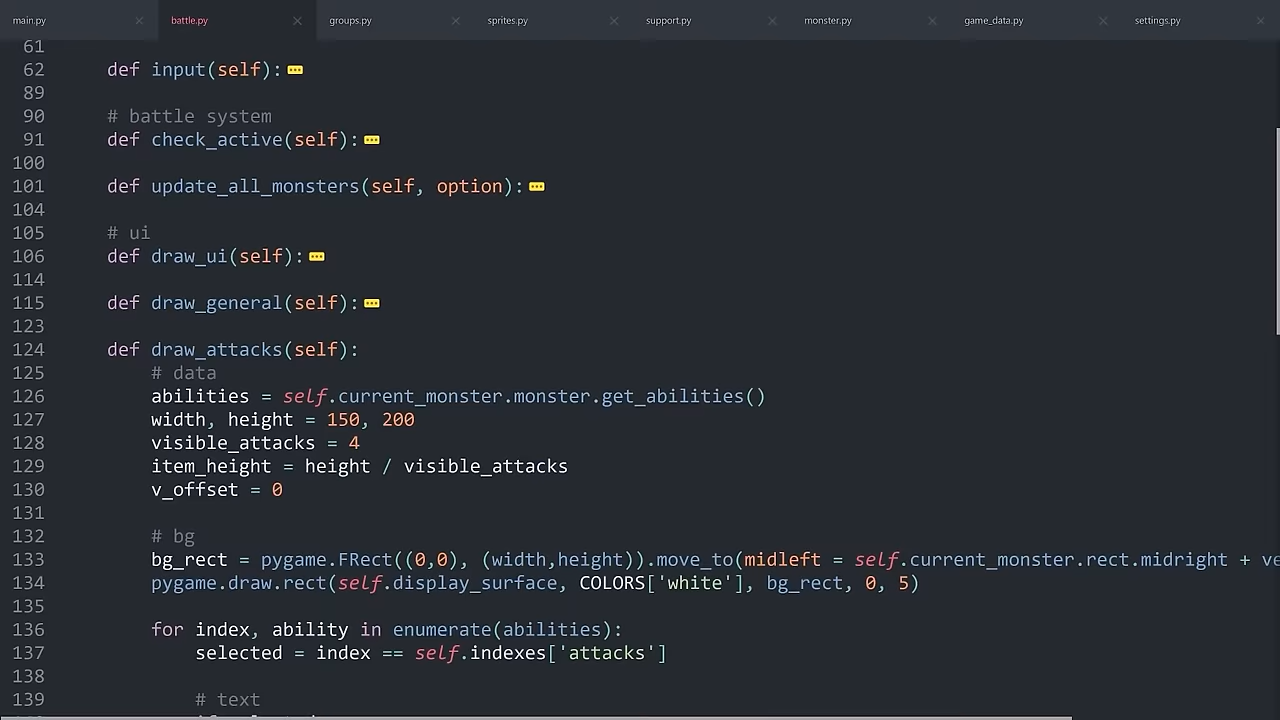 main.py battle.py groups.py sprites.py support.py monster.py game_data.py settings.py
61
62 def input(self):
89
90 # battle system
91 def check_active(self):
100
101 def update_all_monsters(self, option):
104
105 # ui
106 def draw_ui(self):
114
115 def draw_general(self):
123
124 def draw_attacks(self):
125 # data
126 abilities = self.current_monster.monster.get_abilities()
127 width, height = 150, 200
128 visible_attacks = 4
129 item_height = height / visible_attacks
130 v_offset = 0
131
132 # bg
133 bg_rect = pygame.FRect((0,0), (width,height)).move_to(midleft = self.current_monster.rect.midright + ve
134 pygame.draw.rect(self.display_surface, COLORS['white'], bg_rect, 0, 5)
135
136 for index, ability in enumerate(abilities):
137 selected = index == self.indexes['attacks']
138
139 # text